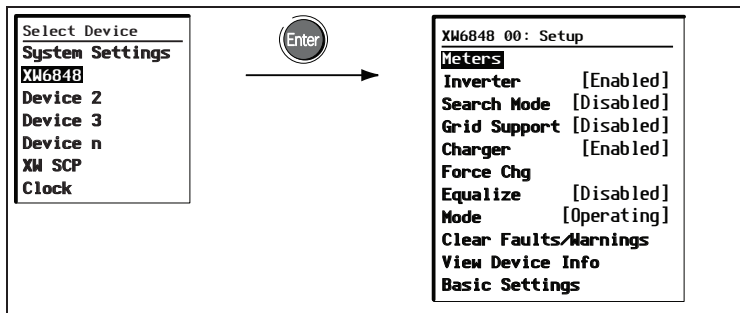 Select Device
System Settings
XW6848
Device 2
Device 3
Device n
XW SCP
Clock
Enter
XW6848 00: Setup
Meters
Inverter [Enabled]
Search Mode [Disabled]
Grid Support [Disabled]
Charger [Enabled]
Force Chg
Equalize [Disabled]
Mode [Operating]
Clear Faults/Warnings
View Device Info
Basic Settings